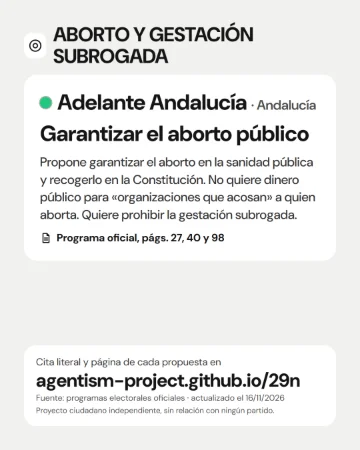 ABORTO Y GESTACIÓN
SUBROGADA
Adelante Andalucía · Andalucía
Garantizar el aborto público
Propone garantizar el aborto en la sanidad pública
y recogerlo en la Constitución. No quiere dinero
público para «organizaciones que acosan» a quien
aborta. Quiere prohibir la gestación subrogada.
Programa oficial, págs. 27, 40 y 98
Cita literal y página de cada propuesta en
agentism-project.github.io/29n
Fuente: programas electorales oficiales · actualizado el 16/11/2026
Proyecto ciudadano independiente, sin relación con ningún partido.